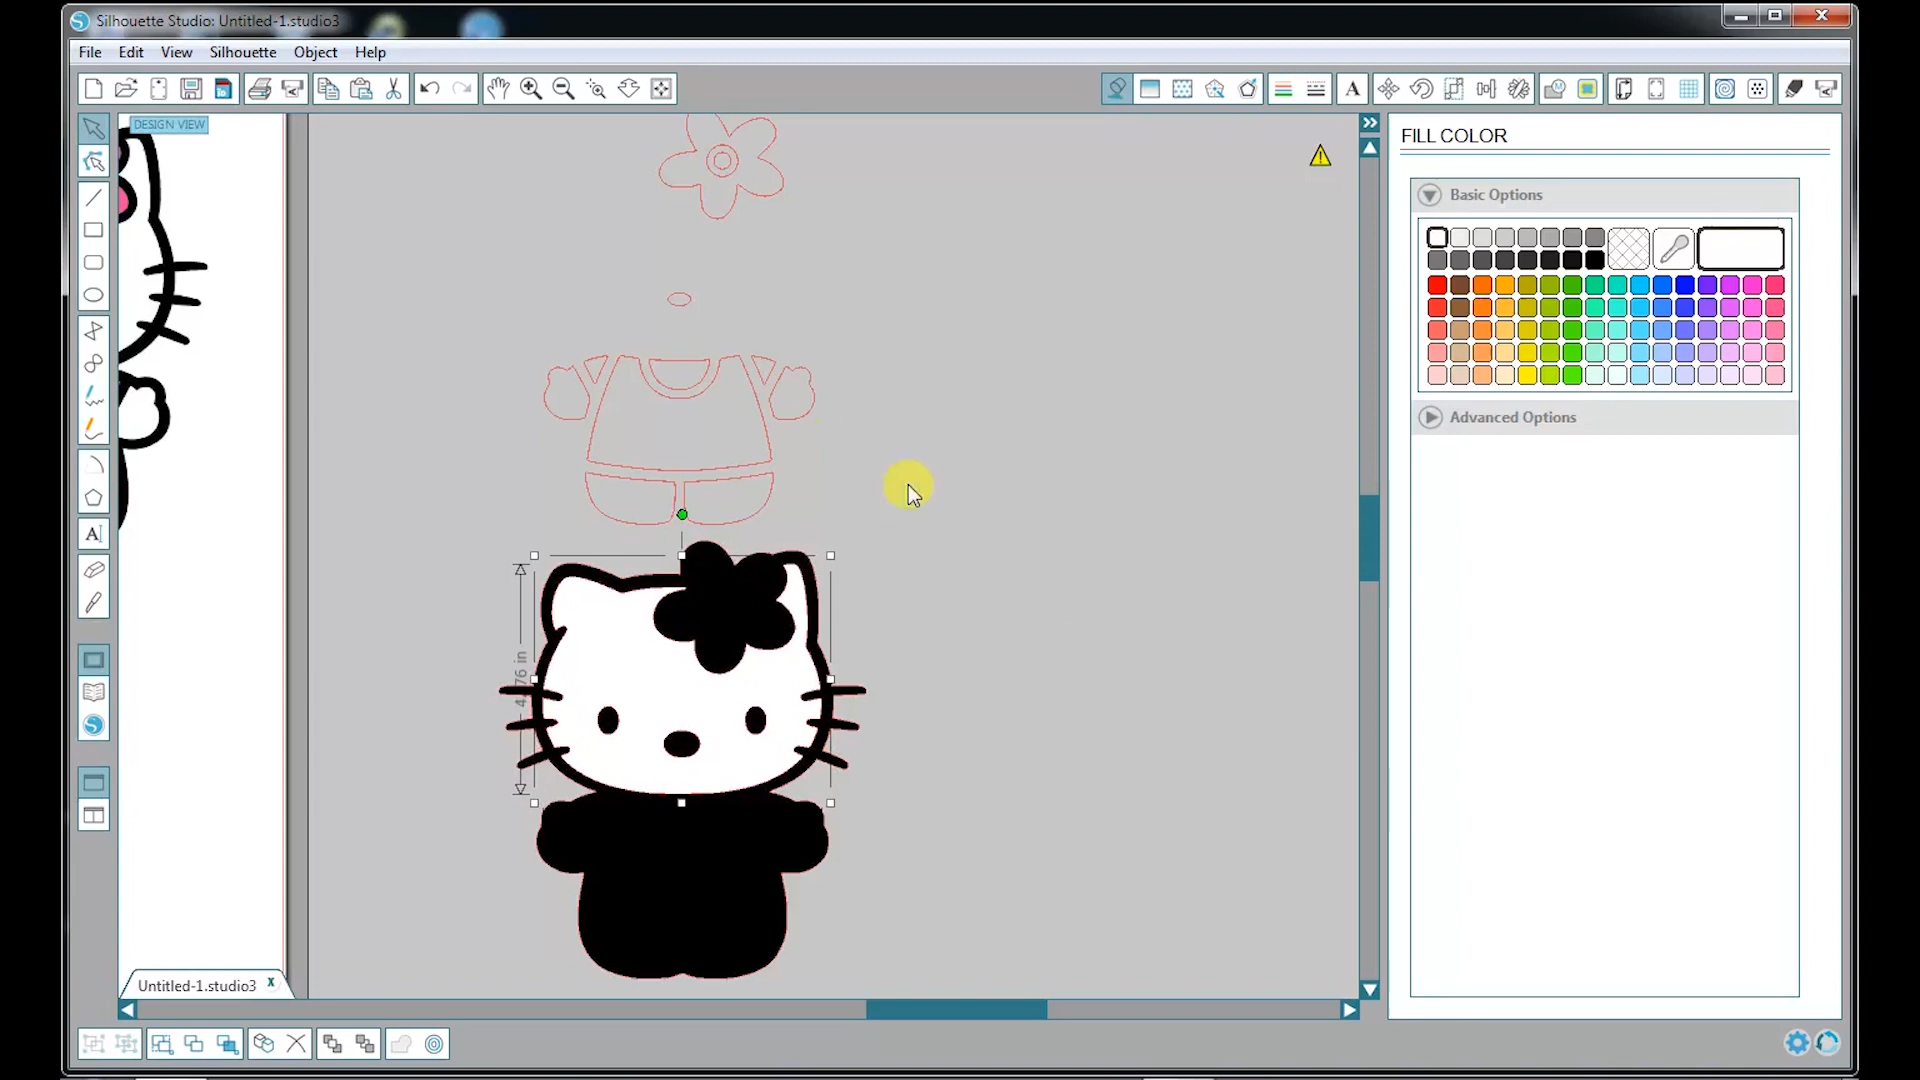 Silhouette Studio: Untitled-1.studio3
File Edit View Silhouette Object Help
DESIGN VIEW
FILL COLOR
Basic Options
Advanced Options
Untitled-1.studio3 x